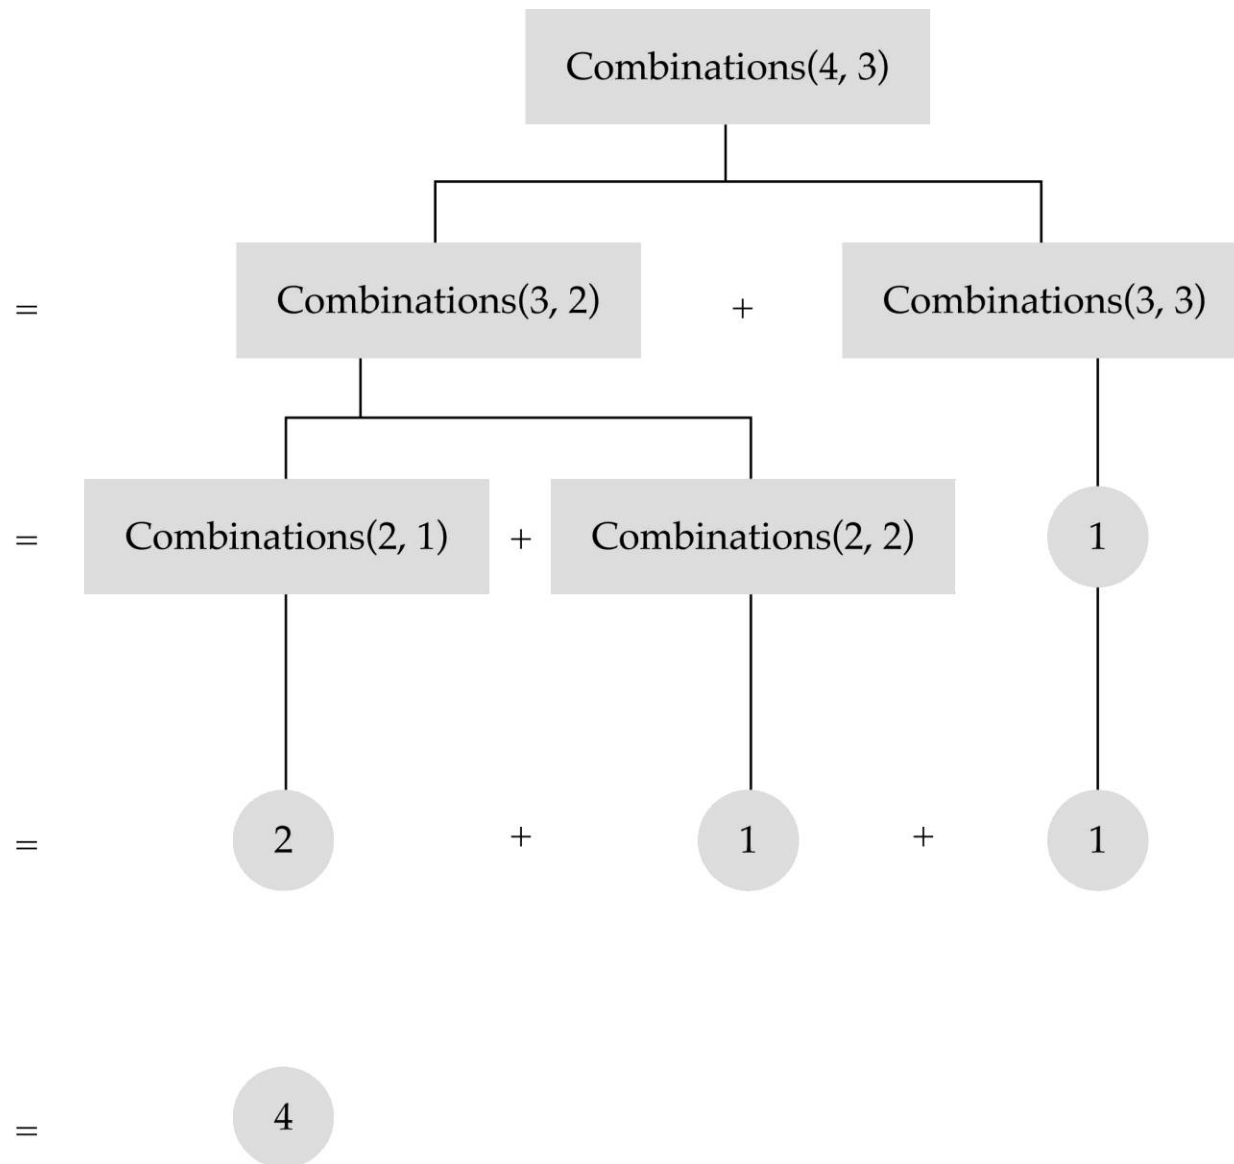 Combinations(4, 3)
= Combinations(3, 2) + Combinations(3, 3)
= Combinations(2, 1) + Combinations(2, 2) 1
= 2 + 1 + 1
= 4